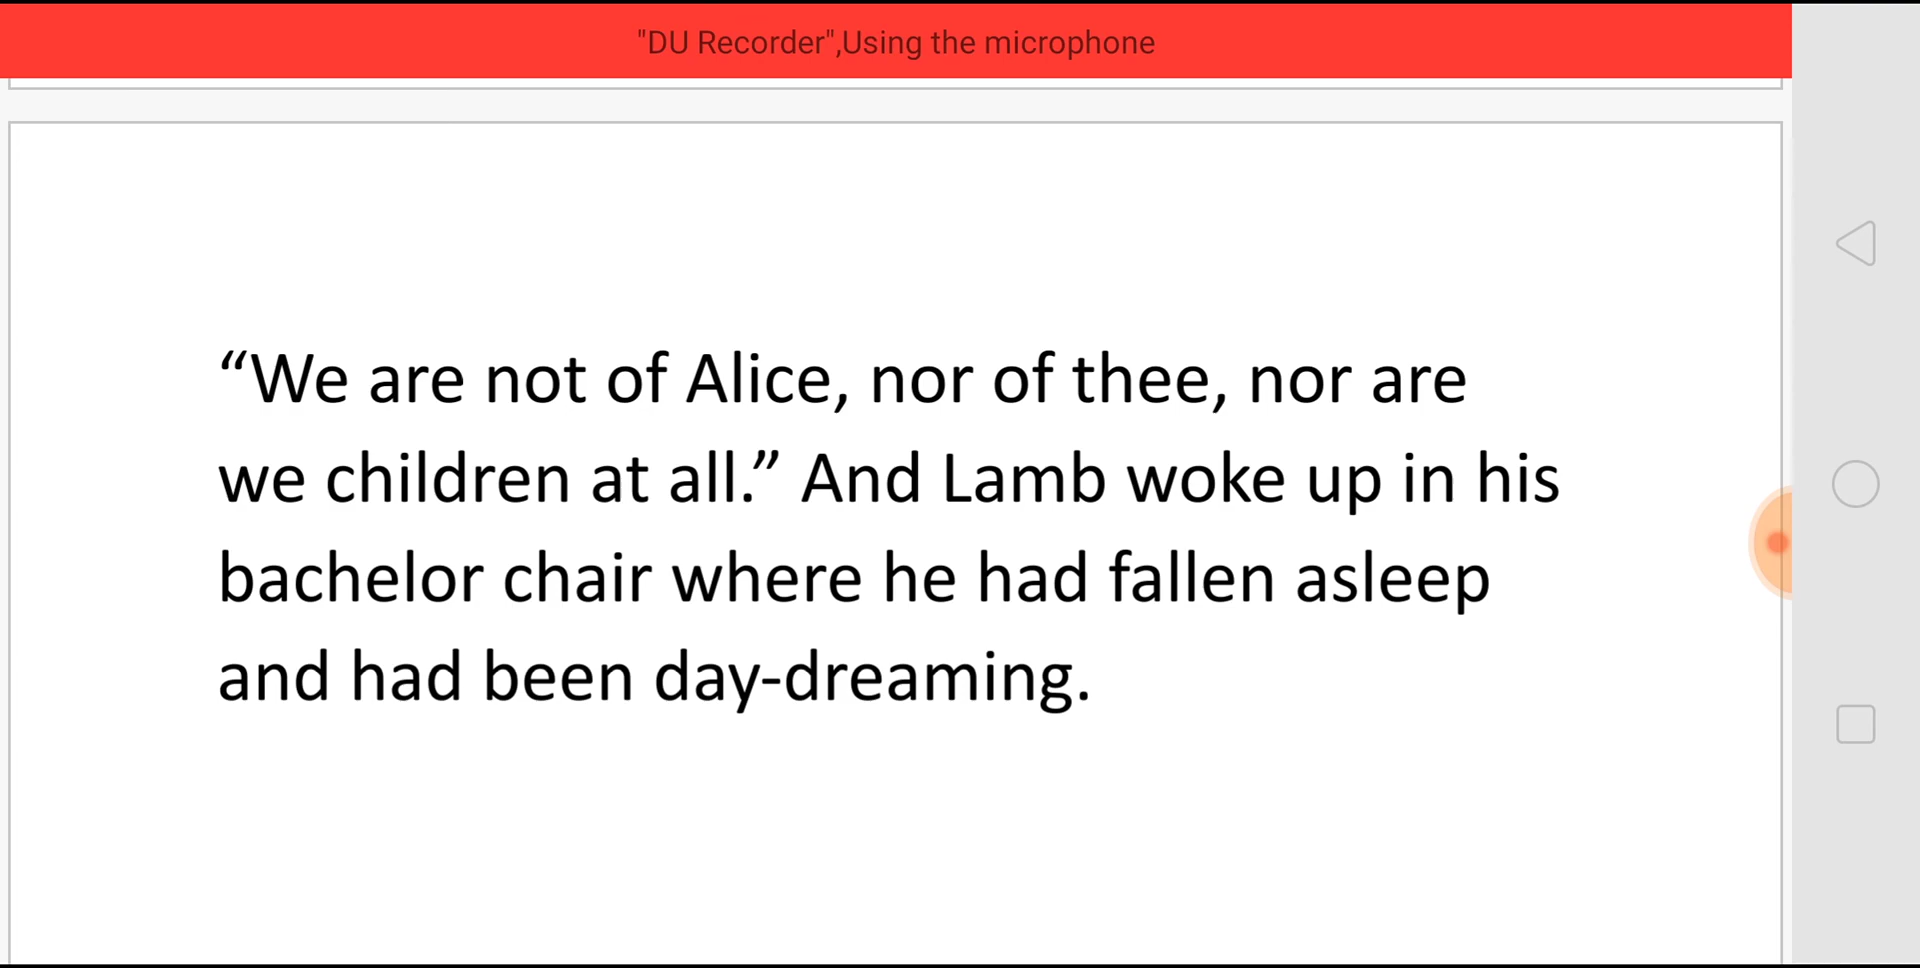 "DU Recorder",Using the microphone
“We are not of Alice, nor of thee, nor are
we children at all.” And Lamb woke up in his
bachelor chair where he had fallen asleep
and had been day-dreaming.